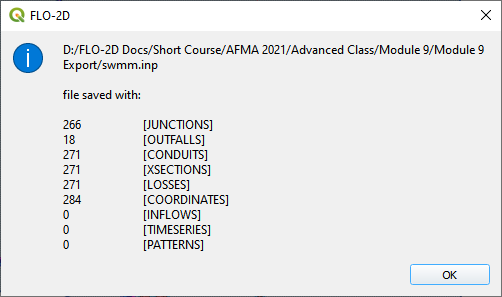 FLO-2D
D:/FLO-2D Docs/Short Course/AFMA 2021/Advanced Class/Module 9/Module 9
Export/swmm.inp
file saved with:
266 [JUNCTIONS]
18 [OUTFALLS]
271 [CONDUITS]
271 [XSECTIONS]
271 [LOSSES]
284 [COORDINATES]
0 [INFLOWS]
0 [TIMESERIES]
0 [PATTERNS]
OK